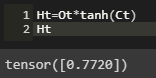 1 Ht=Ot*tanh(Ct)
2 Ht
tensor([0.7720])